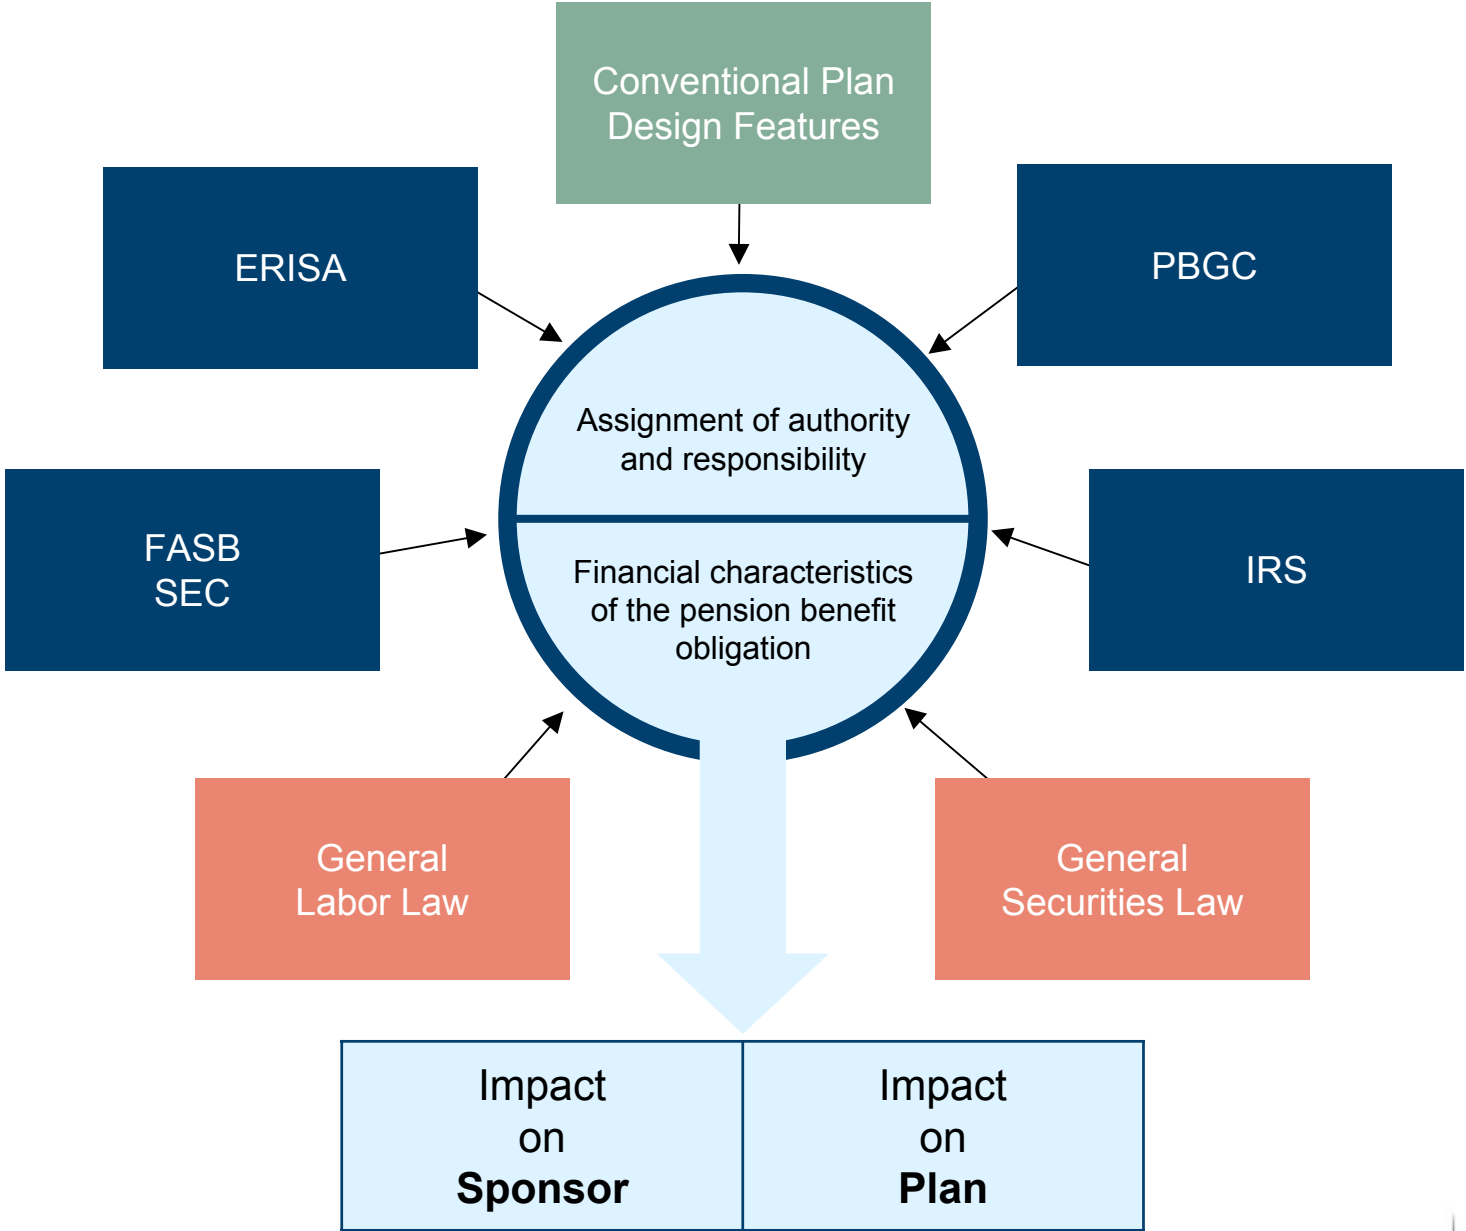 Conventional Plan
Design Features
ERISA
PBGC
Assignment of authority
and responsibility
FASB
SEC
Financial characteristics
of the pension benefit
obligation
IRS
General
Labor Law
General
Securities Law
Impact
on
Sponsor
Impact
on
Plan